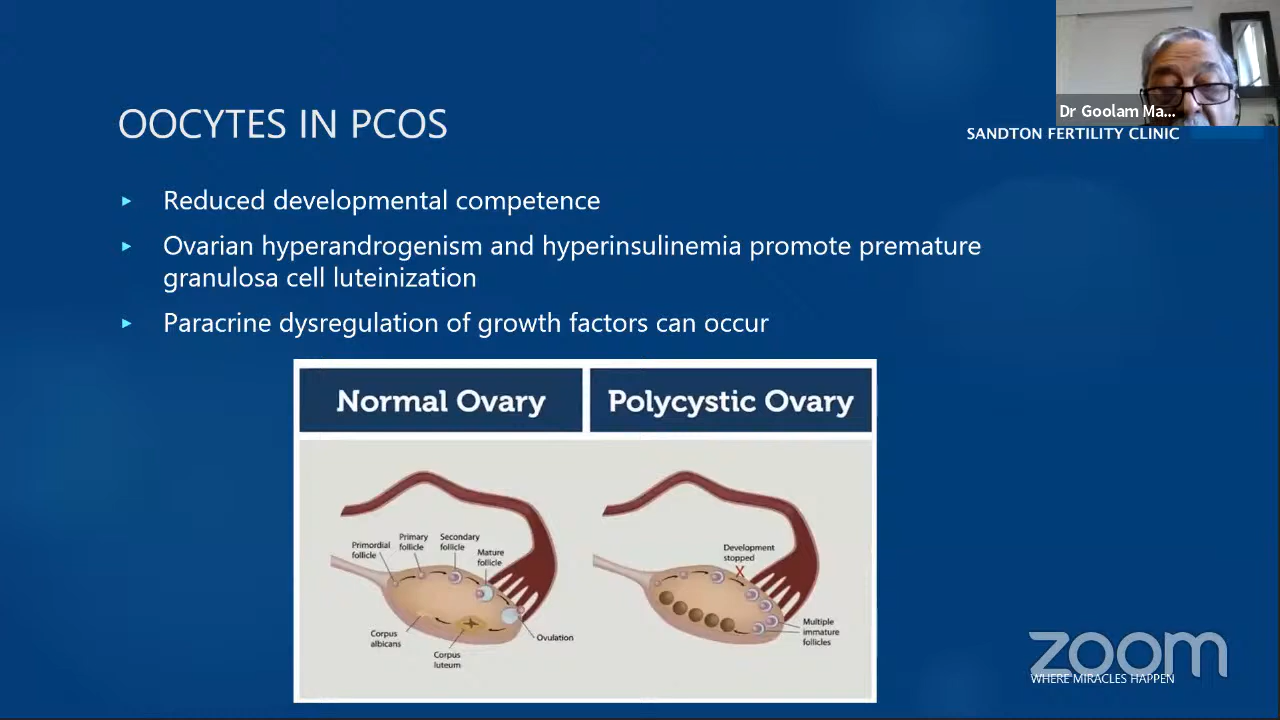 Dr Goolam Ma...
OOCYTES IN PCOS
SANDTON FERTILITY CLINIC
Reduced developmental competence
Ovarian hyperandrogenism and hyperinsulinemia promote premature
granulosa cell luteinization
Paracrine dysregulation of growth factors can occur
Normal Ovary
Polycystic Ovary
Primordial
follicle
Primary
follicle
Secondary
follicle
Mature
follicle
Corpus
albicans
Corpus
luteum
Ovulation
Development
stopped
X
Multiple
immature
follicles
zoom
WHERE MIRACLES HAPPEN